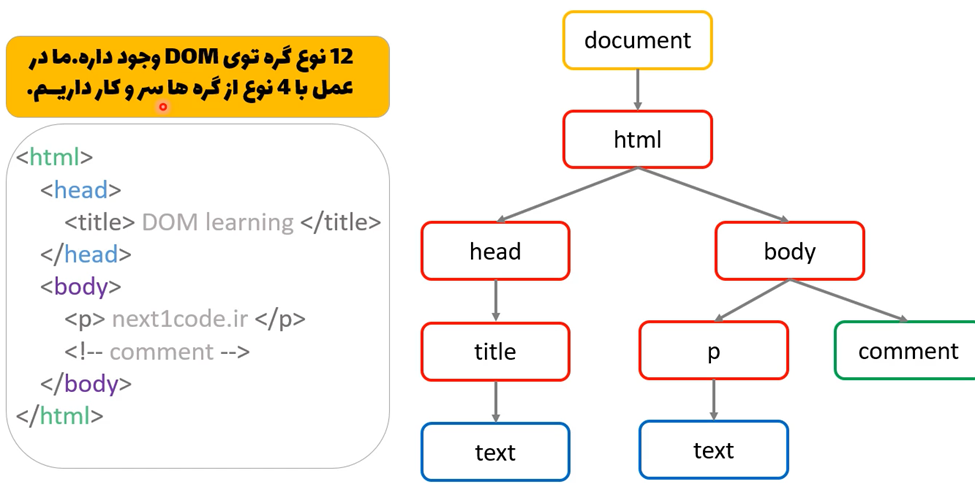 12 نوع گره توی DOM وجود داره.ما در
عمل با 4 نوع از گره ها سر و کار داریـم.
<html>
<head>
<title> DOM learning </title>
</head>
<body>
<p> next1code.ir </p>
<!-- comment -->
</body>
</html>
document
html
head
body
title
p
comment
text
text